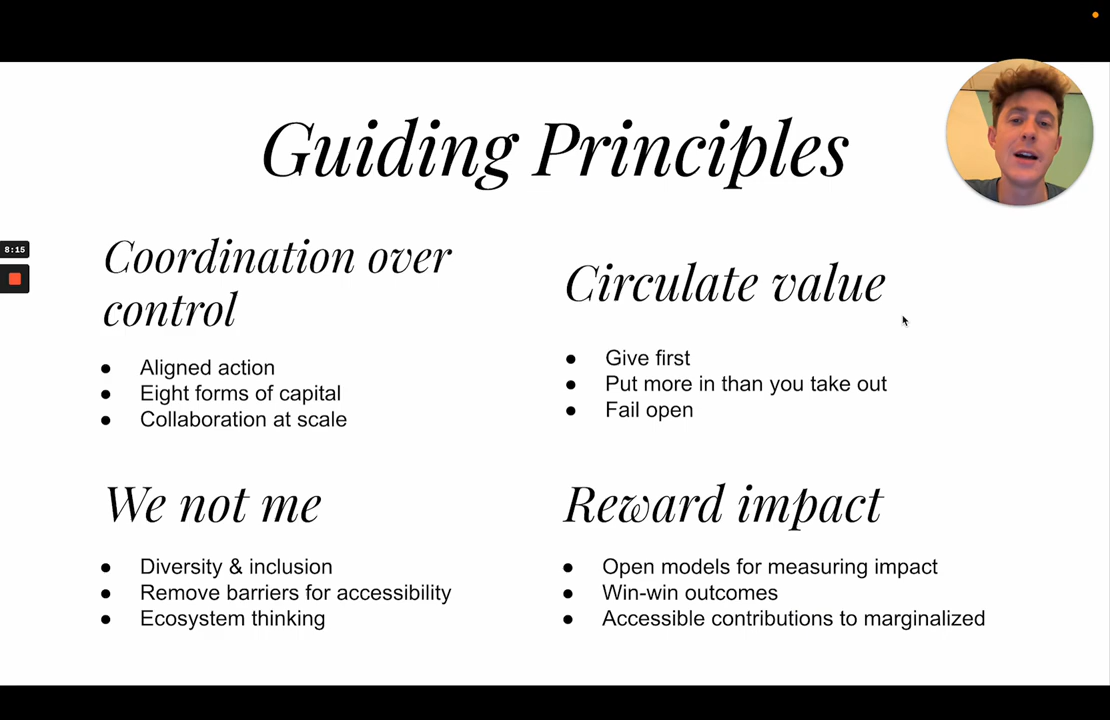 Guiding Principles
8:15
Coordination over
control
● Aligned action
● Eight forms of capital
● Collaboration at scale
Circulate value
● Give first
● Put more in than you take out
● Fail open
We not me
● Diversity & inclusion
● Remove barriers for accessibility
● Ecosystem thinking
Reward impact
● Open models for measuring impact
● Win-win outcomes
● Accessible contributions to marginalized